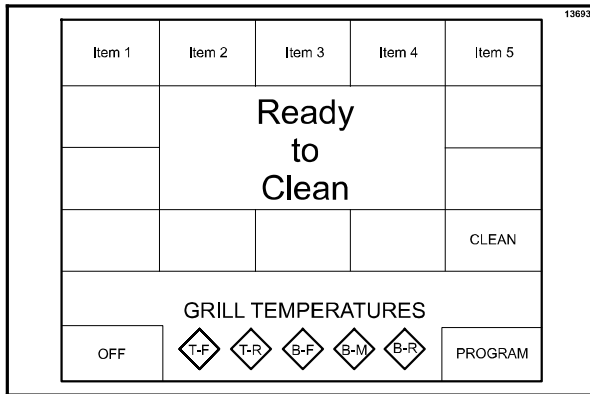 13693
Item 1 Item 2 Item 3 Item 4 Item 5
Ready
to
Clean
CLEAN
GRILL TEMPERATURES
OFF T-F T-R B-F B-M B-R PROGRAM